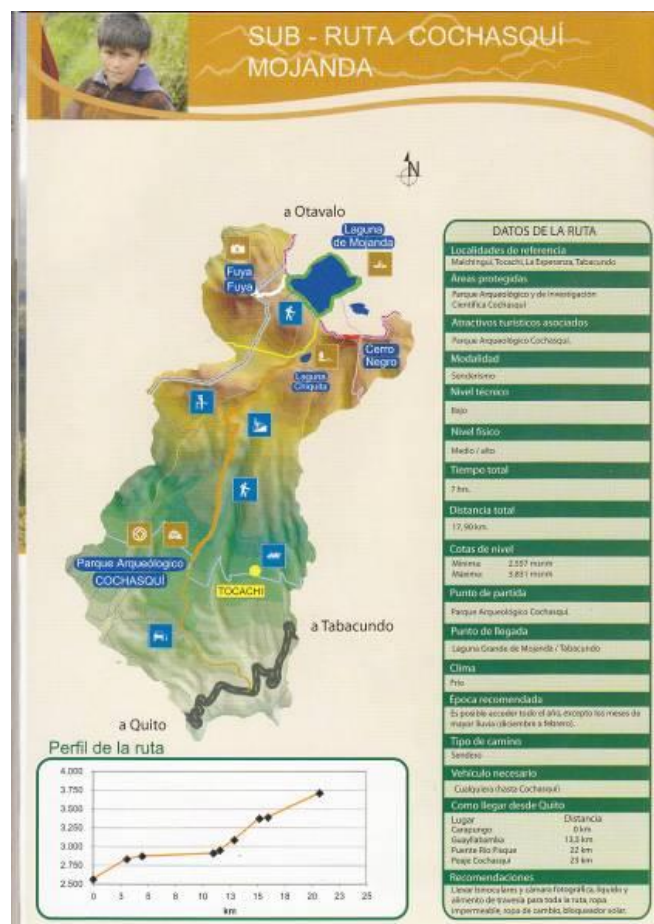 SUB - RUTA COCHASQUÍ
MOJANDA
N
a Otavalo
Laguna
de Mojanda
Fuya
Fuya
Cerro
Negro
Laguna
Chiquita
Parque Arqueólogico
COCHASQUÍ
TOCACHI
a Tabacundo
a Quito
Perfil de la ruta
4.000
3.750
3.500
3.250
3.000
2.750
2.500
0
3
5
8
10
13
15
18
20
23
25
km
DATOS DE LA RUTA
Localidades de referencia
Malchinguí, Tocachi, La Esperanza, Tabacundo
Áreas protegidas
Parque Arqueológico y de Investigación
Científica Cochasquí
Atractivos turísticos asociados
Parque Arqueológico Cochasquí.
Modalidad
Senderismo
Nivel técnico
Bajo
Nivel físico
Medio / alto
Tiempo total
7 hrs.
Distancia total
17,90 km.
Cotas de nivel
Mínima msnm
Máxima msnm
Punto de partida
Parque Arqueológico Cochasquí.
Punto de llegada
Laguna Grande de Mojanda / Tabacundo
Clima
Frío
Época recomendada
Es posible acceder todo el año, excepto los meses de
mayor lluvia (diciembre a febrero).
Tipo de camino
Sendero
Vehículo necesario
Cualquiera (hasta Cochasquí)
Como llegar desde Quito
Lugar Distancia
Carapungo 0 km
Guayllabamba 13,3 km
Puente Río Pisque 22 km
Peaje Cochasquí 23 km
Recomendaciones
Llevar binoculares y cámara fotográfica, líquido y
alimento de travesía para toda la ruta, ropa
impermeable, ropa de cambio, bloqueador solar.